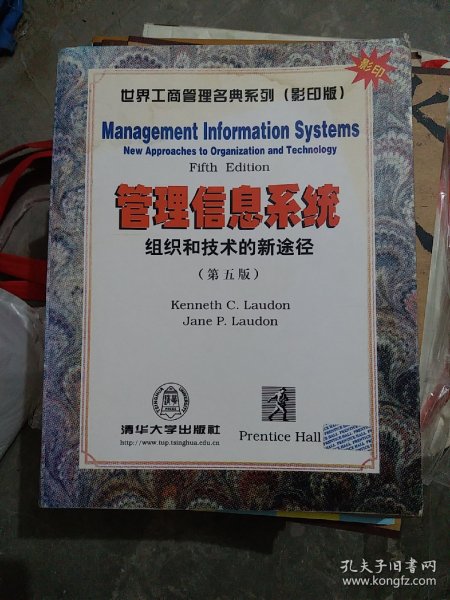 影印
世界工商管理名典系列（影印版）
Management Information Systems
New Approaches to Organization and Technology
Fifth Edition
管理信息系统
组织和技术的新途径
（第五版）
Kenneth C. Laudon
Jane P. Laudon
清华大学出版社
http://www.tup.tsinghua.edu.cn
Prentice Hall
孔夫子旧书网
www.kongfz.com